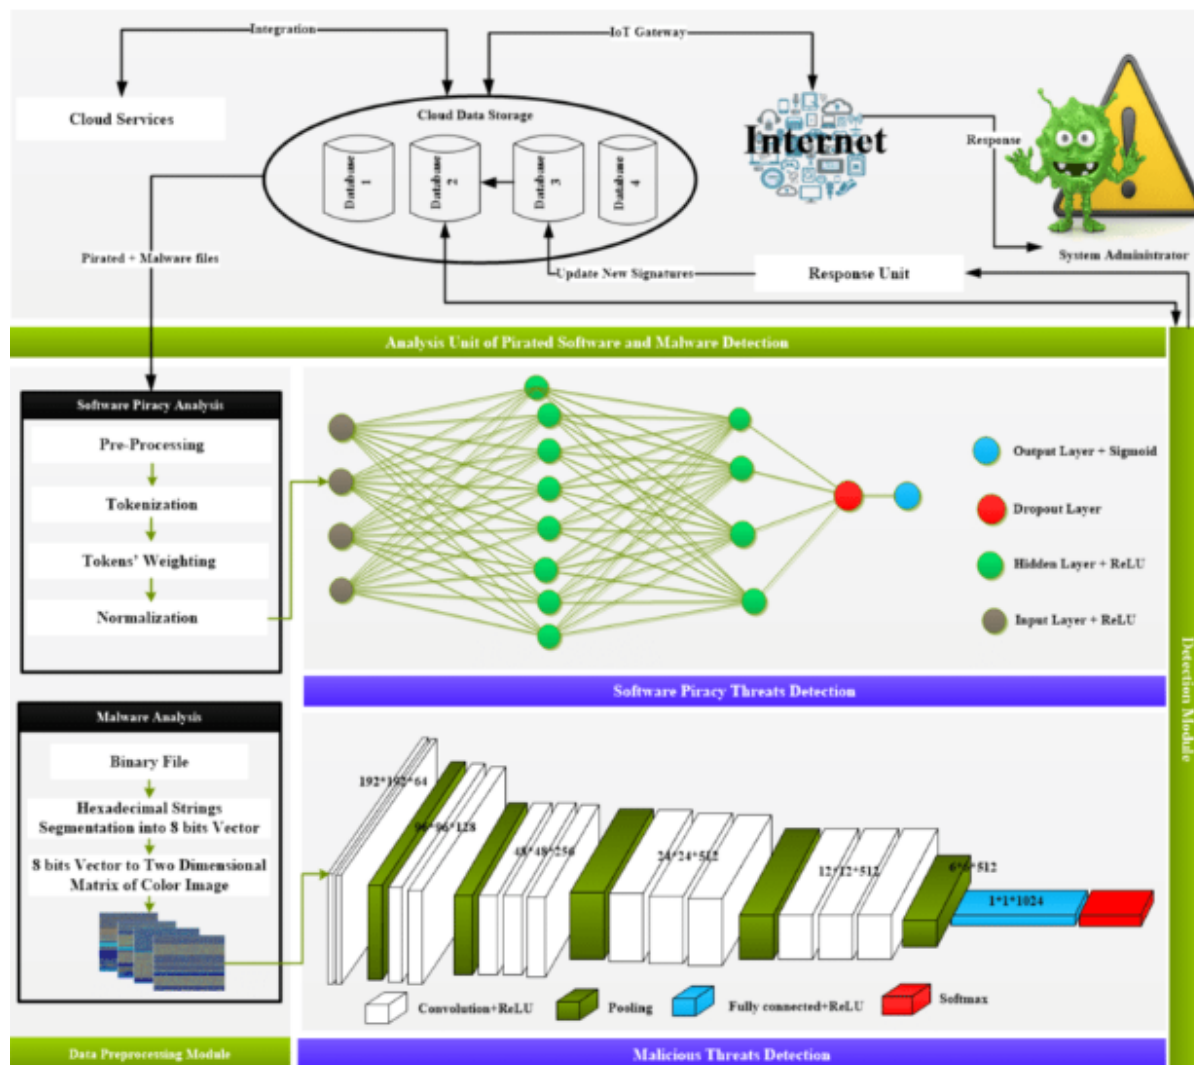 Integration
IoT Gateway
Cloud Services
Cloud Data Storage
Database 1
Database 2
Database 3
Database 4
Internet
Response
System Administrator
Pirated + Malware files
Update New Signatures
Response Unit
Analysis Unit of Pirated Software and Malware Detection
Software Piracy Analysis
Pre-Processing
Tokenization
Tokens' Weighting
Normalization
Output Layer + Sigmoid
Dropout Layer
Hidden Layer + ReLU
Input Layer + ReLU
Software Piracy Threats Detection
Detection Module
Malware Analysis
Binary File
Hexadecimal Strings
Segmentation into 8 bits Vector
8 bits Vector to Two Dimensional
Matrix of Color Image
192*192*64
96*96*128
48*48*256
24*24*512
12*12*512
6*6*512
1*1*1024
Convolution+ReLU
Pooling
Fully connected+ReLU
Softmax
Data Preprocessing Module
Malicious Threats Detection